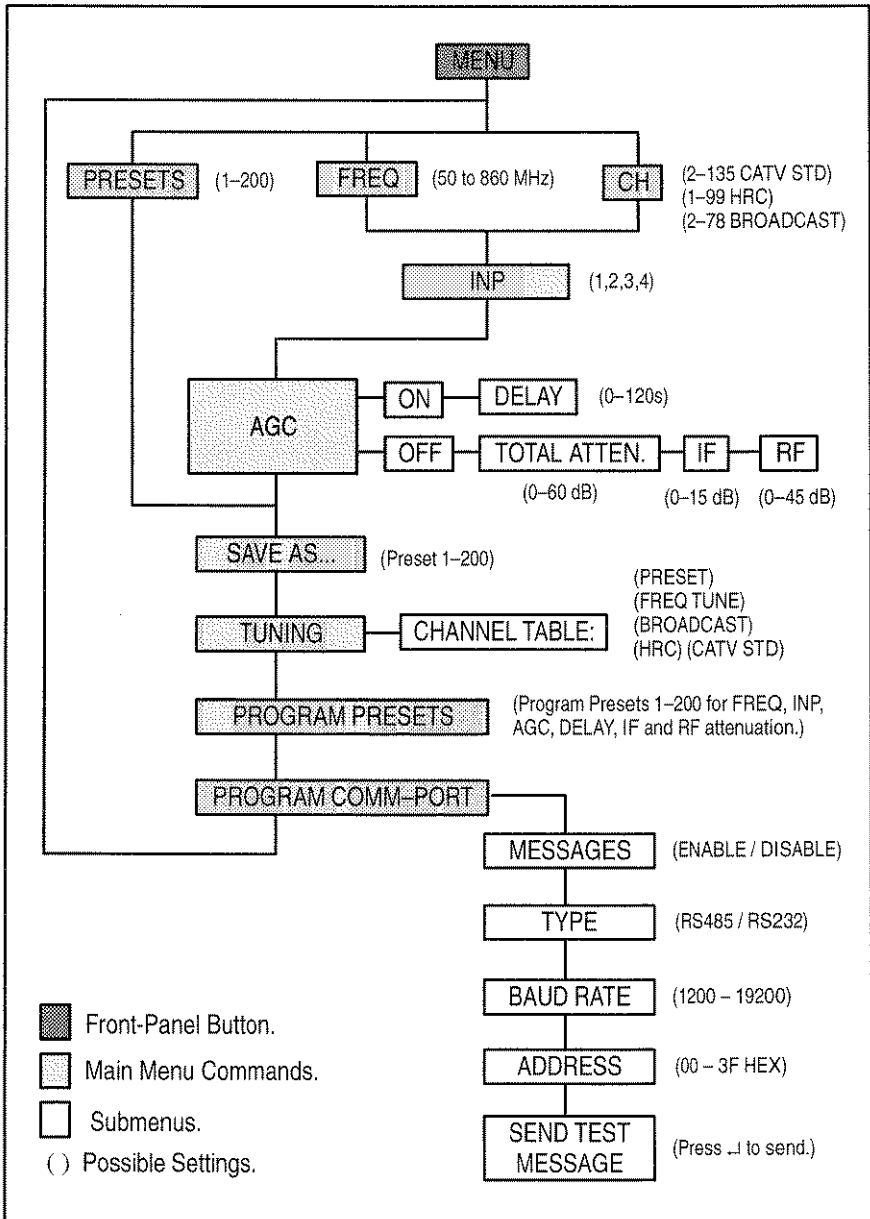 MENU
PRESETS (1–200) FREQ (50 to 860 MHz) CH (2–135 CATV STD)
(1–99 HRC)
(2–78 BROADCAST)
INP (1,2,3,4)
AGC
ON DELAY (0–120s)
OFF TOTAL ATTEN. IF RF
(0–60 dB) (0–15 dB) (0–45 dB)
SAVE AS... (Preset 1–200)
TUNING CHANNEL TABLE:
(PRESET)
(FREQ TUNE)
(BROADCAST)
(HRC) (CATV STD)
PROGRAM PRESETS (Program Presets 1–200 for FREQ, INP,
AGC, DELAY, IF and RF attenuation.)
PROGRAM COMM–PORT
MESSAGES (ENABLE / DISABLE)
TYPE (RS485 / RS232)
BAUD RATE (1200 – 19200)
ADDRESS (00 – 3F HEX)
SEND TEST
MESSAGE (Press ↵ to send.)
Front-Panel Button.
Main Menu Commands.
Submenus.
( ) Possible Settings.